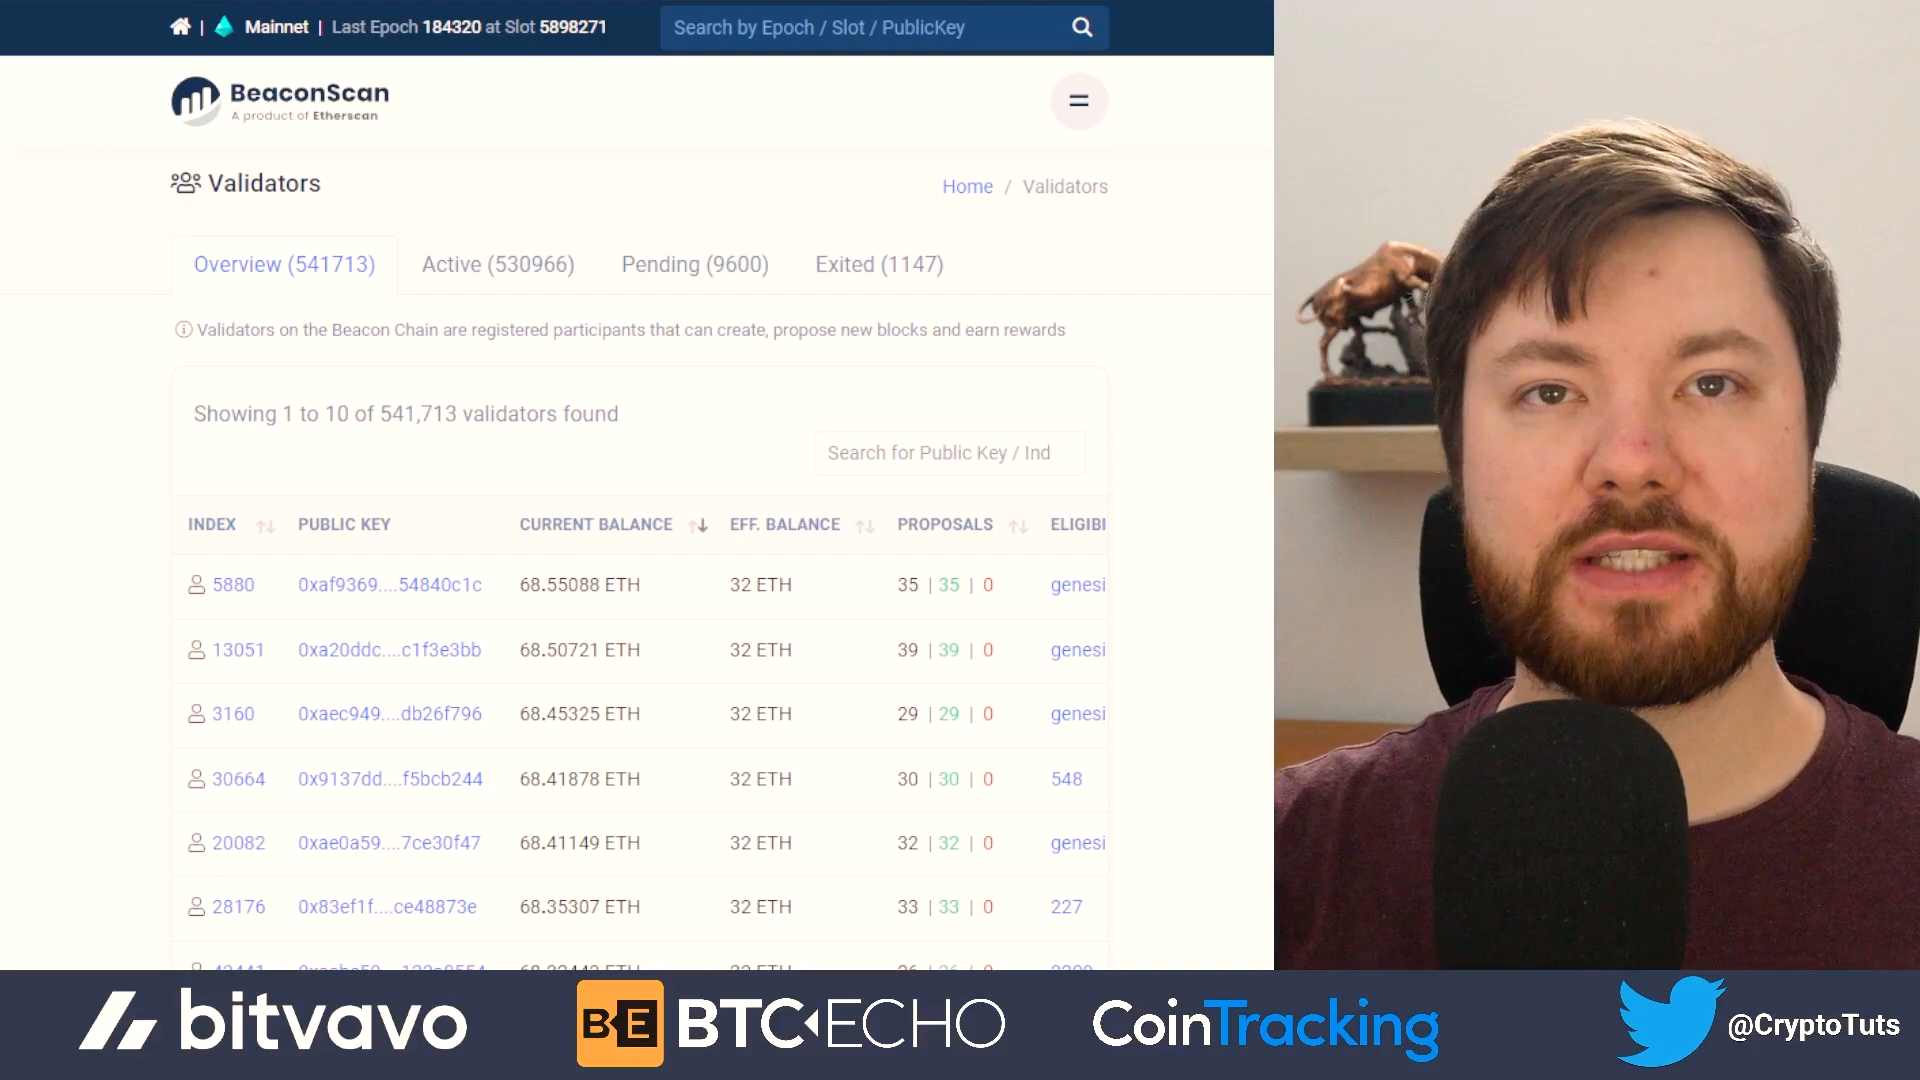 | Mainnet | Last Epoch 184320 at Slot 5898271
Search by Epoch / Slot / PublicKey
BeaconScan
A product of Etherscan
Validators
Home / Validators
Overview (541713)
Active (530966)
Pending (9600)
Exited (1147)
Validators on the Beacon Chain are registered participants that can create, propose new blocks and earn rewards
Showing 1 to 10 of 541,713 validators found
Search for Public Key / Ind
INDEX PUBLIC KEY CURRENT BALANCE EFF. BALANCE PROPOSALS ELIGIBI
5880 0xaf9369....54840c1c 68.55088 ETH 32 ETH 35 | 35 | 0 genesi
13051 0xa20ddc....c1f3e3bb 68.50721 ETH 32 ETH 39 | 39 | 0 genesi
3160 0xaec949....db26f796 68.45325 ETH 32 ETH 29 | 29 | 0 genesi
30664 0x9137dd....f5bcb244 68.41878 ETH 32 ETH 30 | 30 | 0 548
20082 0xae0a59....7ce30f47 68.41149 ETH 32 ETH 32 | 32 | 0 genesi
28176 0x83ef1f....ce48873e 68.35307 ETH 32 ETH 33 | 33 | 0 227
bitvavo
BE BTC-ECHO
CoinTracking
@CryptoTuts